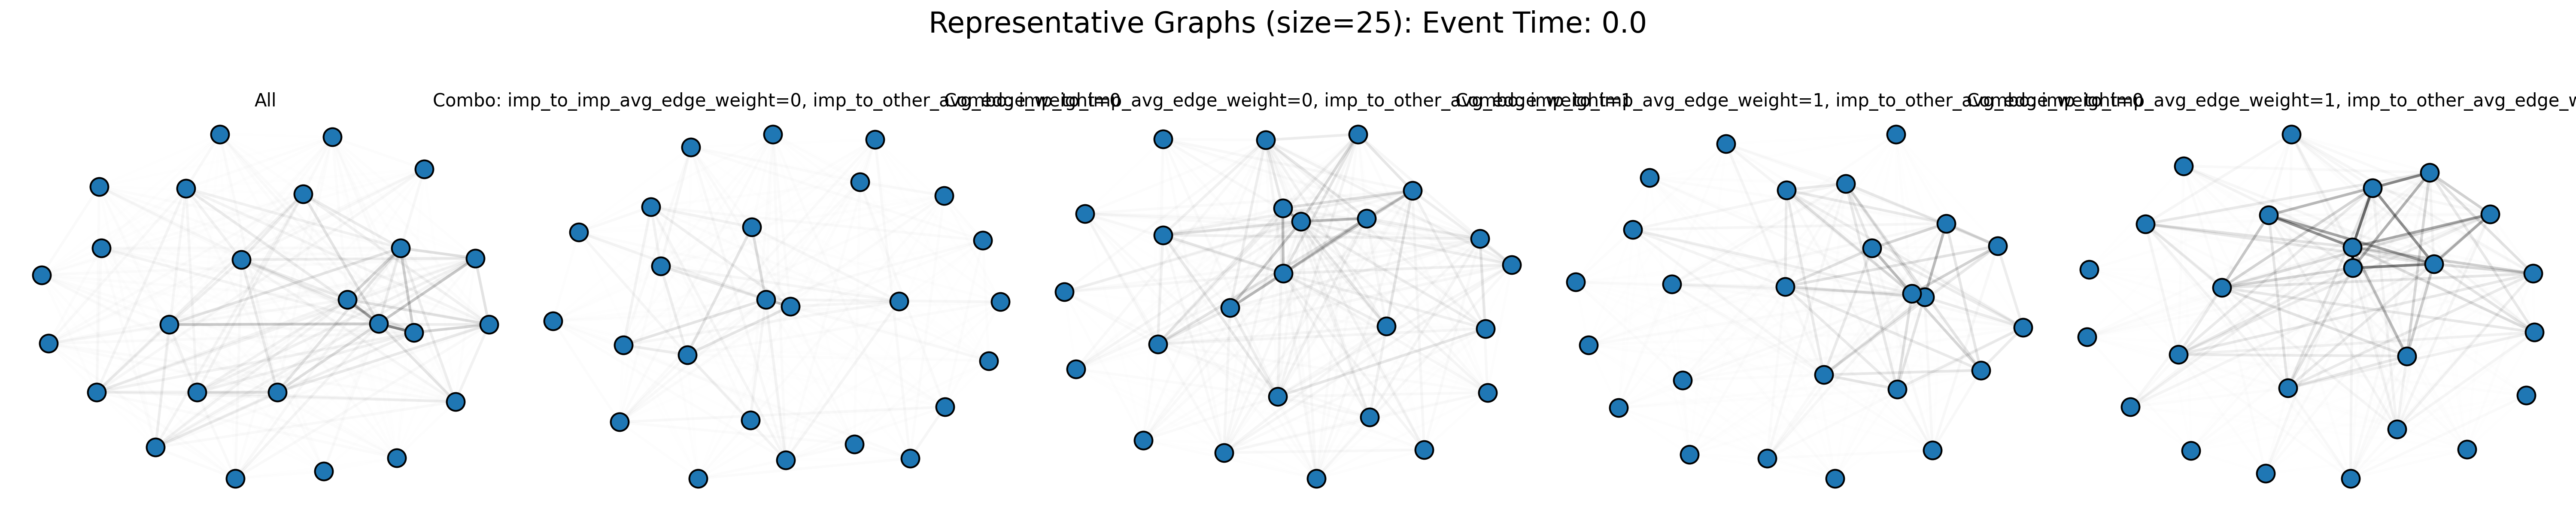 Representative Graphs (size=25): Event Time: 0.0
All
Combo: imp_to_imp_avg_edge_weight=0, imp_to_other_avg_edge_weight=0
Combo: imp_to_imp_avg_edge_weight=0, imp_to_other_avg_edge_weight=1
Combo: imp_to_imp_avg_edge_weight=1, imp_to_other_avg_edge_weight=0
Combo: imp_to_imp_avg_edge_weight=1, imp_to_other_avg_edge_w